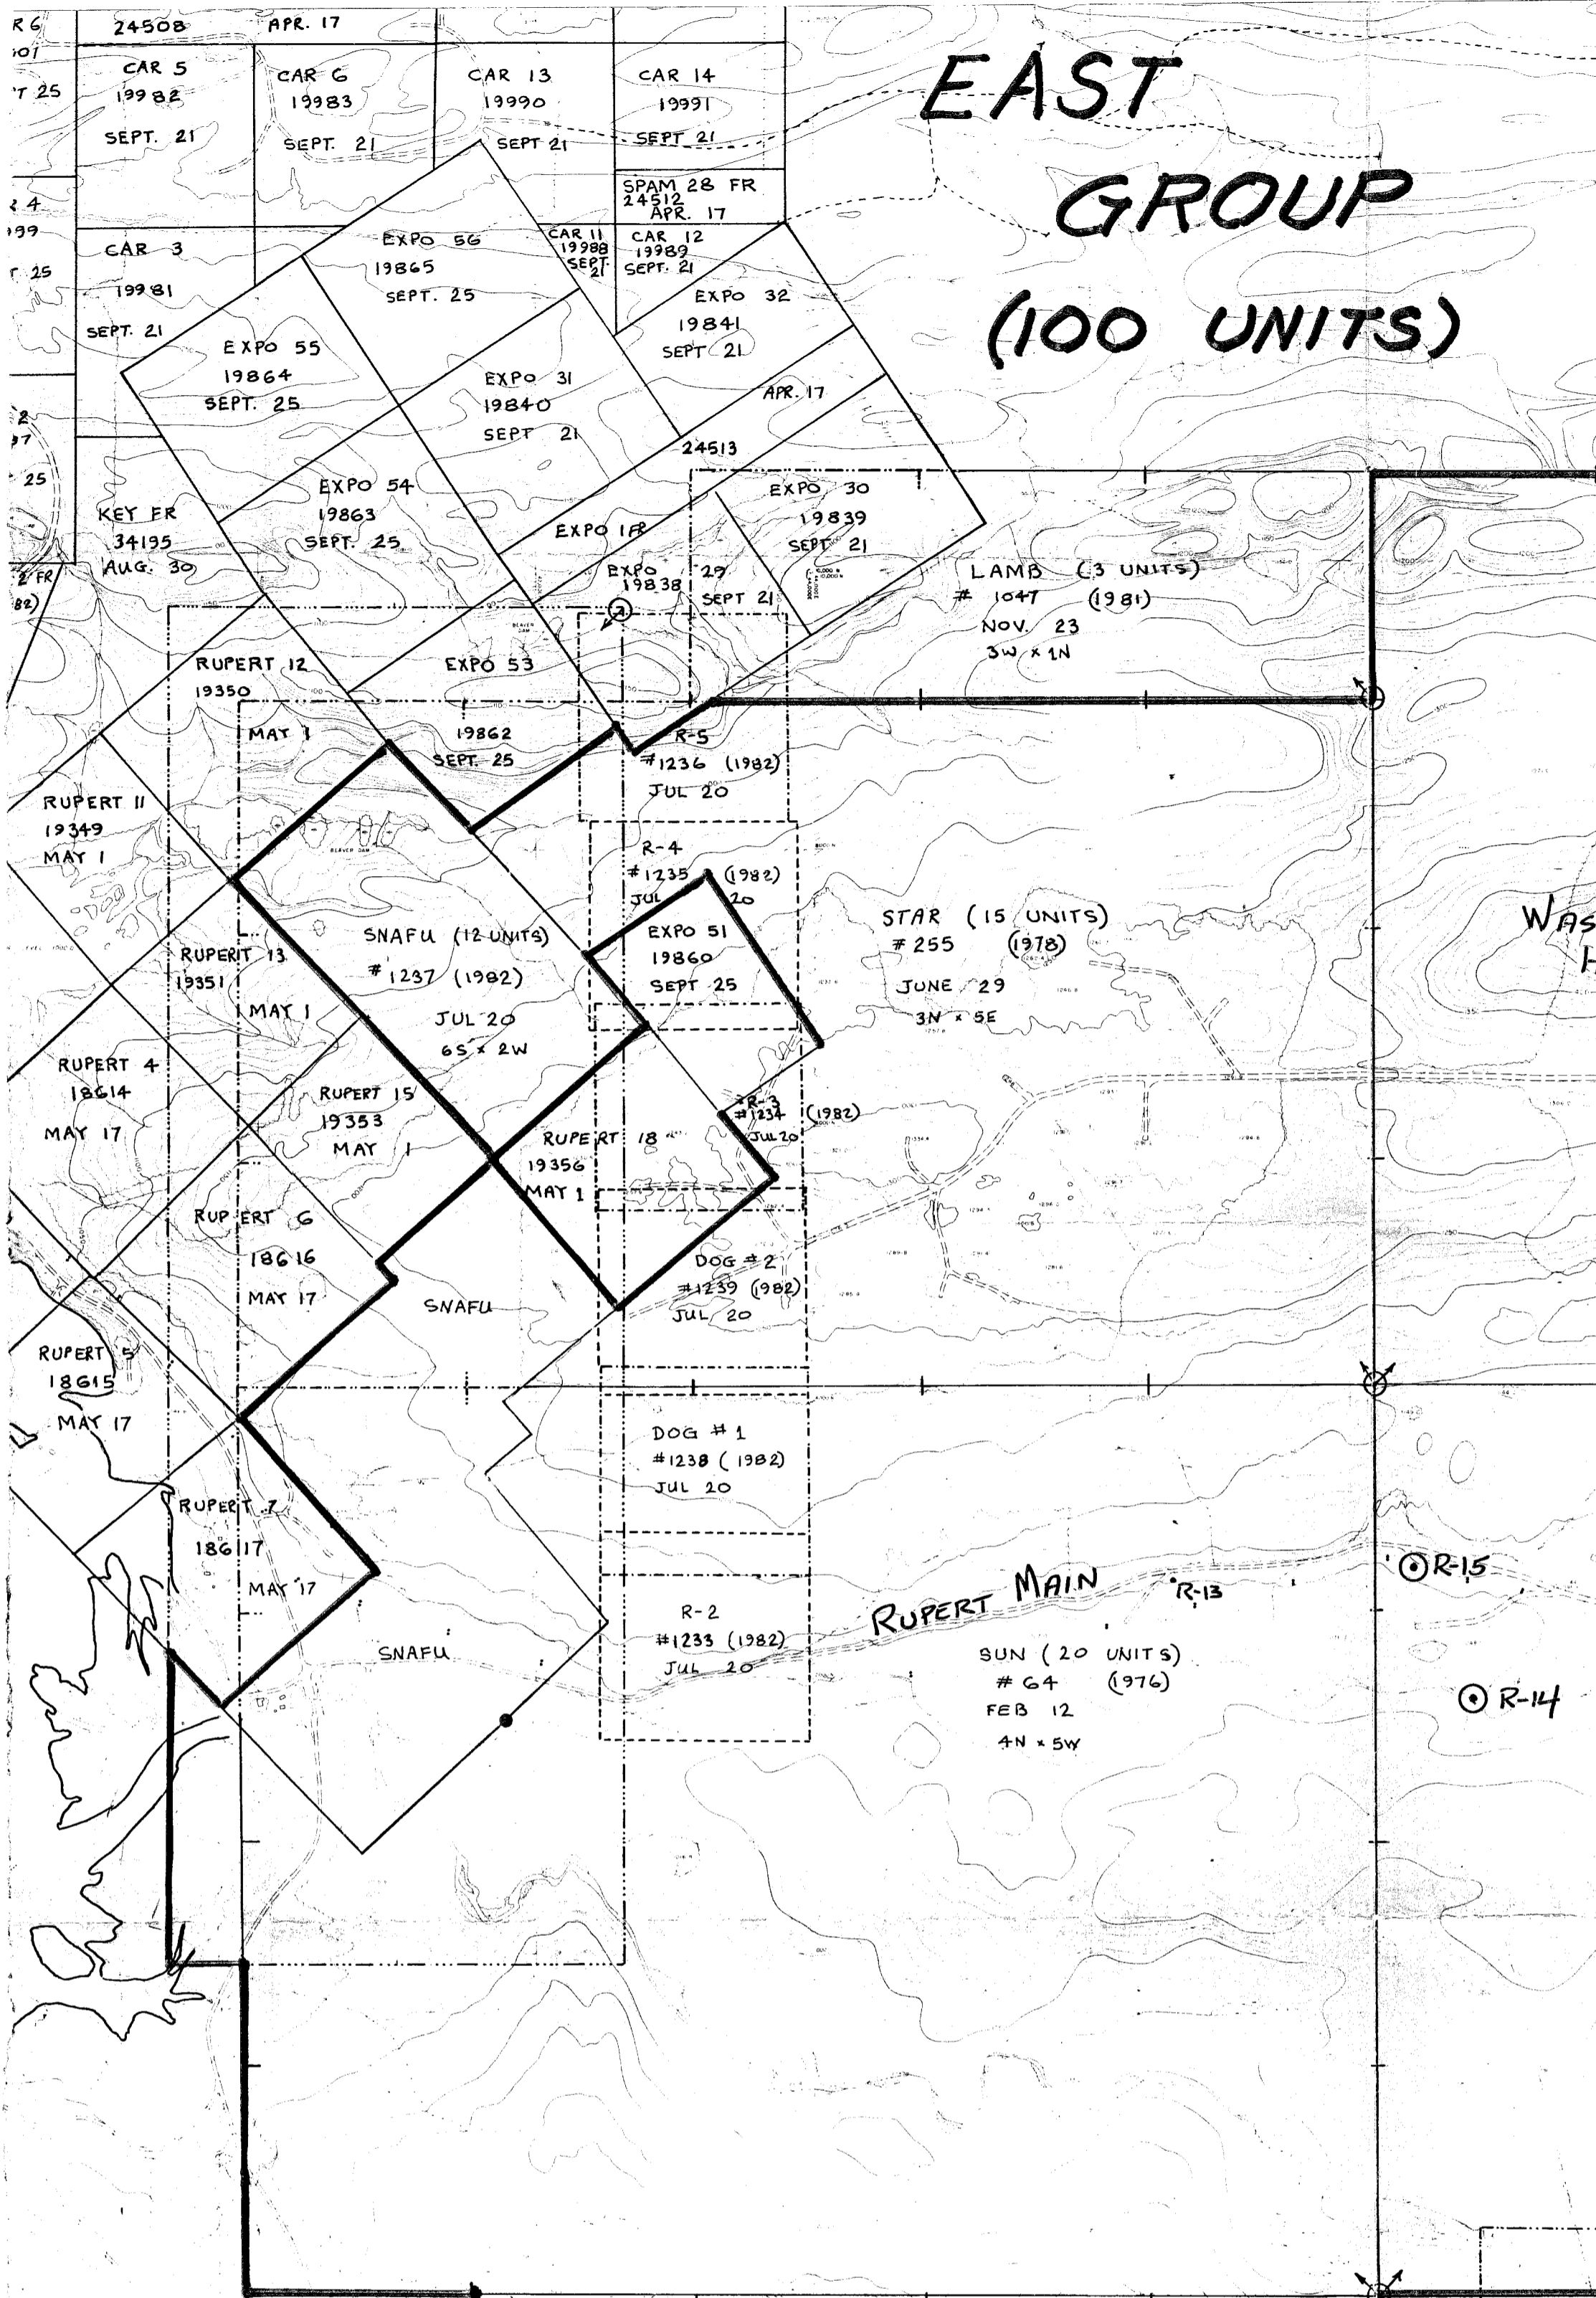 R 6
24508 APR. 17
EAST
GROUP
(100 UNITS)
CAR 5
19982
SEPT. 21
CAR 6
19983
SEPT. 21
CAR 13
19990
SEPT 21
CAR 14
19991
SEPT 21
SPAM 28 FR
24512
APR. 17
CAR 3
19981
SEPT. 21
EXPO 56
19865
SEPT. 25
CAR 11
19988
SEPT.
21
CAR 12
19989
SEPT. 21
EXPO 32
19841
SEPT 21
EXPO 55
19864
SEPT. 25
EXPO 31
19840
SEPT 21
APR. 17
24513
EXPO 1 FR
EXPO 54
19863
SEPT. 25
EXPO 30
19839
SEPT 21
KEY FR
34195
AUG. 30
2 FR
82)
EXPO 29
19838
SEPT 21
LAMB (3 UNITS)
# 1047 (1981)
NOV. 23
3W x 1N
RUPERT 12
19350
MAY 1
EXPO 53
19862
SEPT. 25
R-5
#1236 (1982)
JUL 20
RUPERT 11
19349
MAY 1
BEAVER DAM
R-4
#1235 (1982)
JUL 20
SNAFU (12 UNITS)
#1237 (1982)
JUL 20
6S x 2W
EXPO 51
19860
SEPT 25
STAR (15 UNITS)
# 255 (1978)
JUNE 29
3N x 5E
WAS
RUPERT 13
19351
MAY 1
RUPERT 4
18614
MAY 17
RUPERT 15
19353
MAY 1
RUPERT 18
19356
MAY 1
R-3
#1234 (1982)
JUL 20
RUPERT 6
18616
MAY 17
SNAFU
DOG #2
#1239 (1982)
JUL 20
RUPERT 5
18615
MAY 17
DOG # 1
#1238 (1982)
JUL 20
RUPERT 7
18617
MAY 17
SNAFU
R-2
#1233 (1982)
JUL 20
RUPERT MAIN
R-13
R-15
SUN (20 UNITS)
# 64 (1976)
FEB 12
4N x 5W
R-14